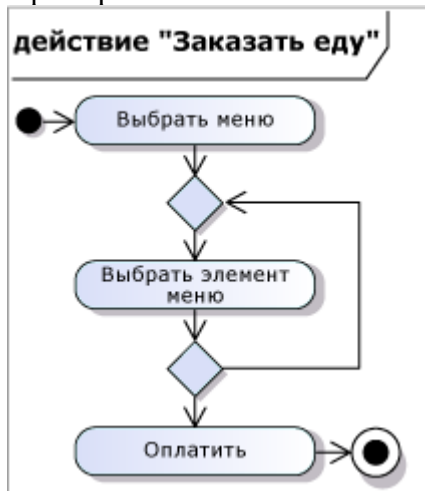 действие "Заказать еду"
Выбрать меню
Выбрать элемент
меню
Оплатить